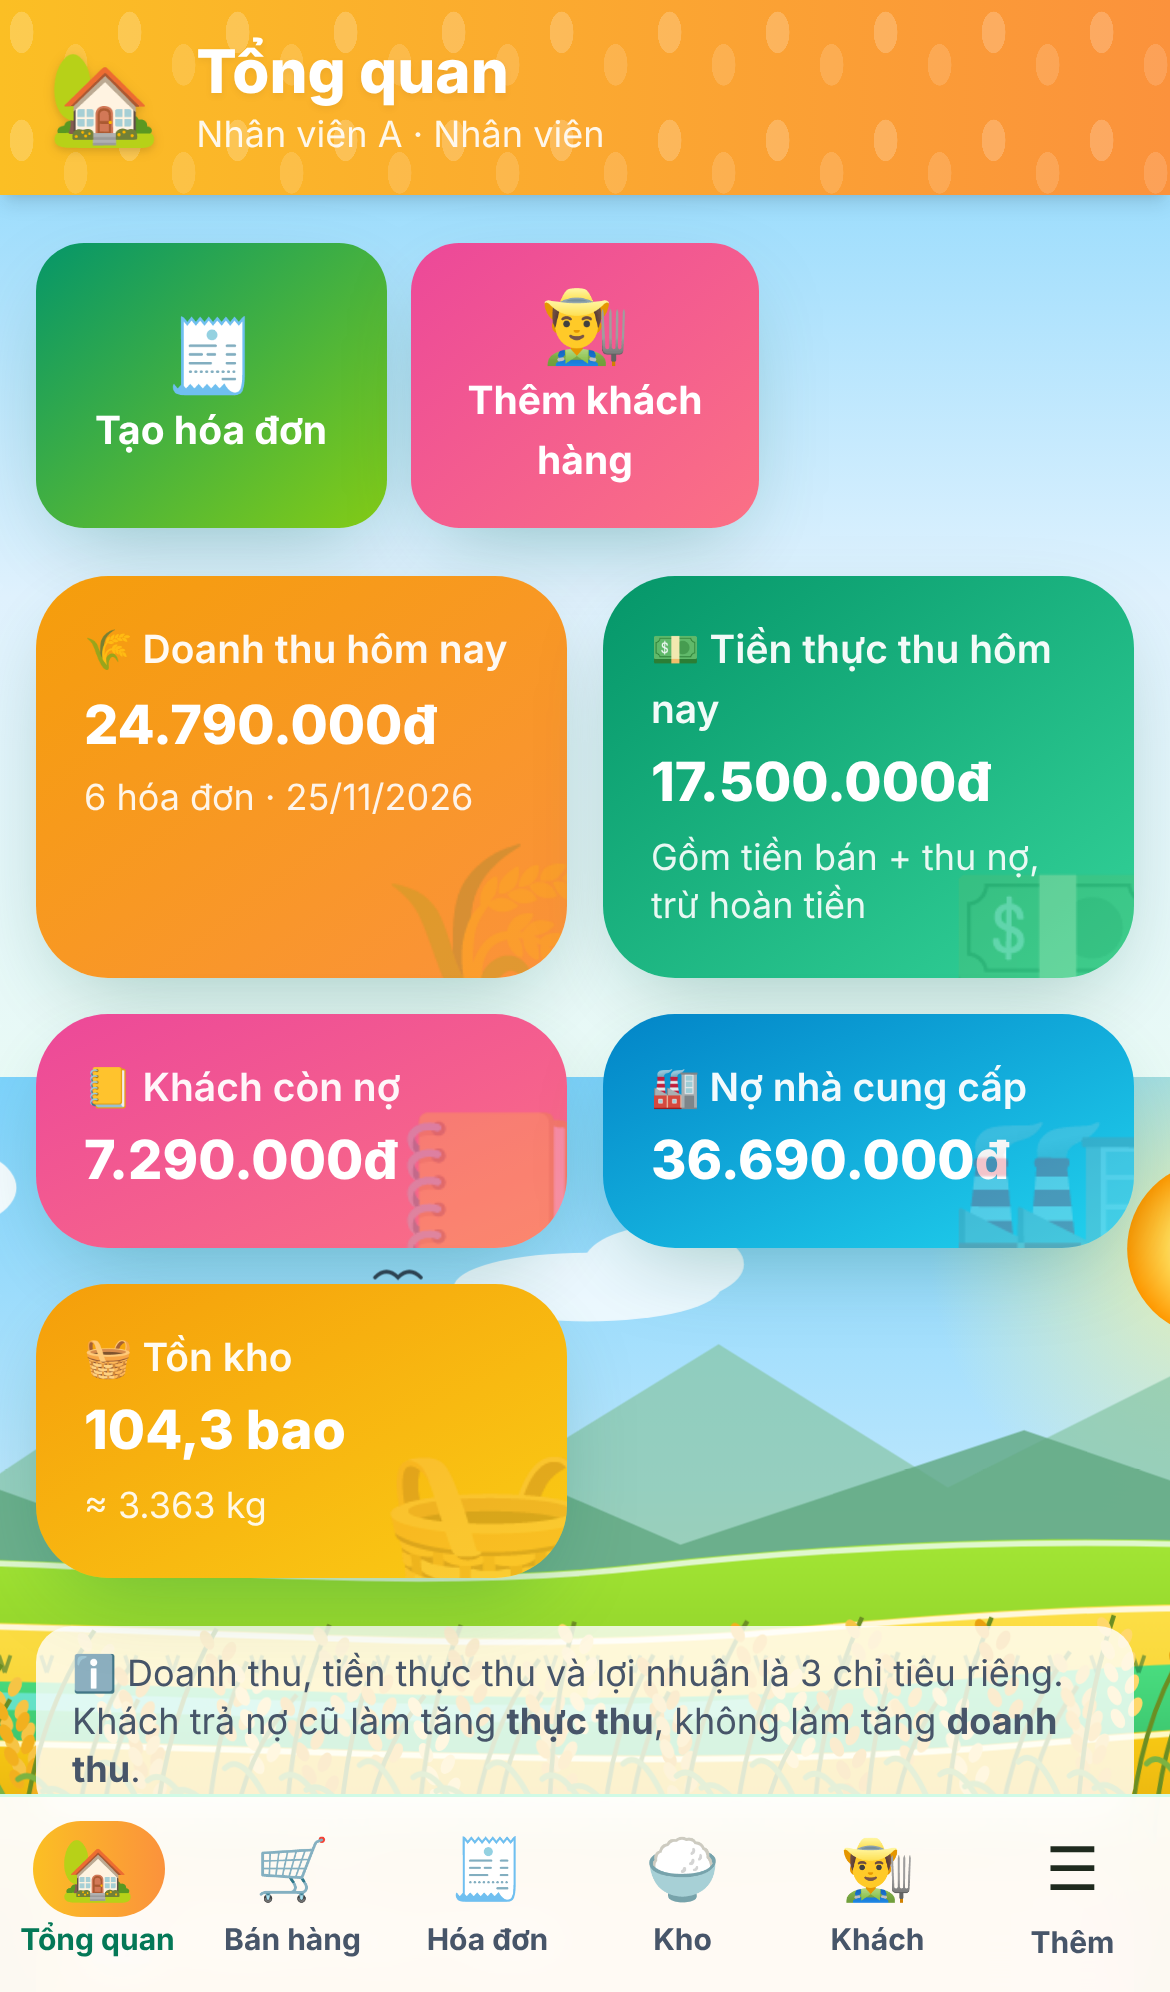 Tổng quan
Nhân viên A · Nhân viên
Tạo hóa đơn
Thêm khách
hàng
Doanh thu hôm nay
24.790.000đ
6 hóa đơn · 25/11/2026
Tiền thực thu hôm
nay
17.500.000đ
Gồm tiền bán + thu nợ,
trừ hoàn tiền
Khách còn nợ
7.290.000đ
Nợ nhà cung cấp
36.690.000đ
Tồn kho
104,3 bao
≈ 3.363 kg
ℹ️ Doanh thu, tiền thực thu và lợi nhuận là 3 chỉ tiêu riêng.
Khách trả nợ cũ làm tăng thực thu, không làm tăng doanh
thu.
Tổng quan
Bán hàng
Hóa đơn
Kho
Khách
Thêm